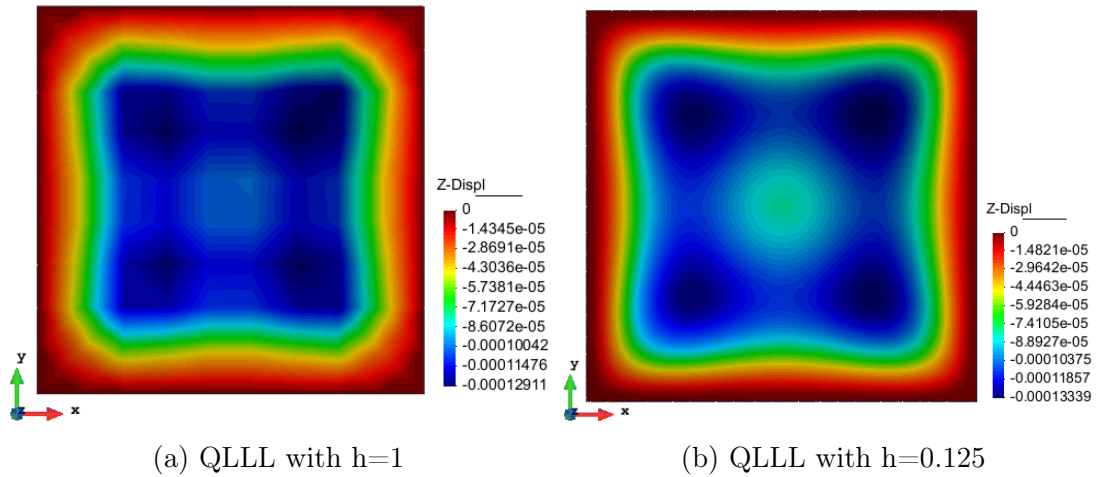 Z-Displ
0
-1.4345e-05
-2.8691e-05
-4.3036e-05
-5.7381e-05
-7.1727e-05
-8.6072e-05
-0.00010042
-0.00011476
-0.00012911
y
z
x
(a) QLLL with h=1
Z-Displ
0
-1.4821e-05
-2.9642e-05
-4.4463e-05
-5.9284e-05
-7.4105e-05
-8.8927e-05
-0.00010375
-0.00011857
-0.00013339
y
z
x
(b) QLLL with h=0.125